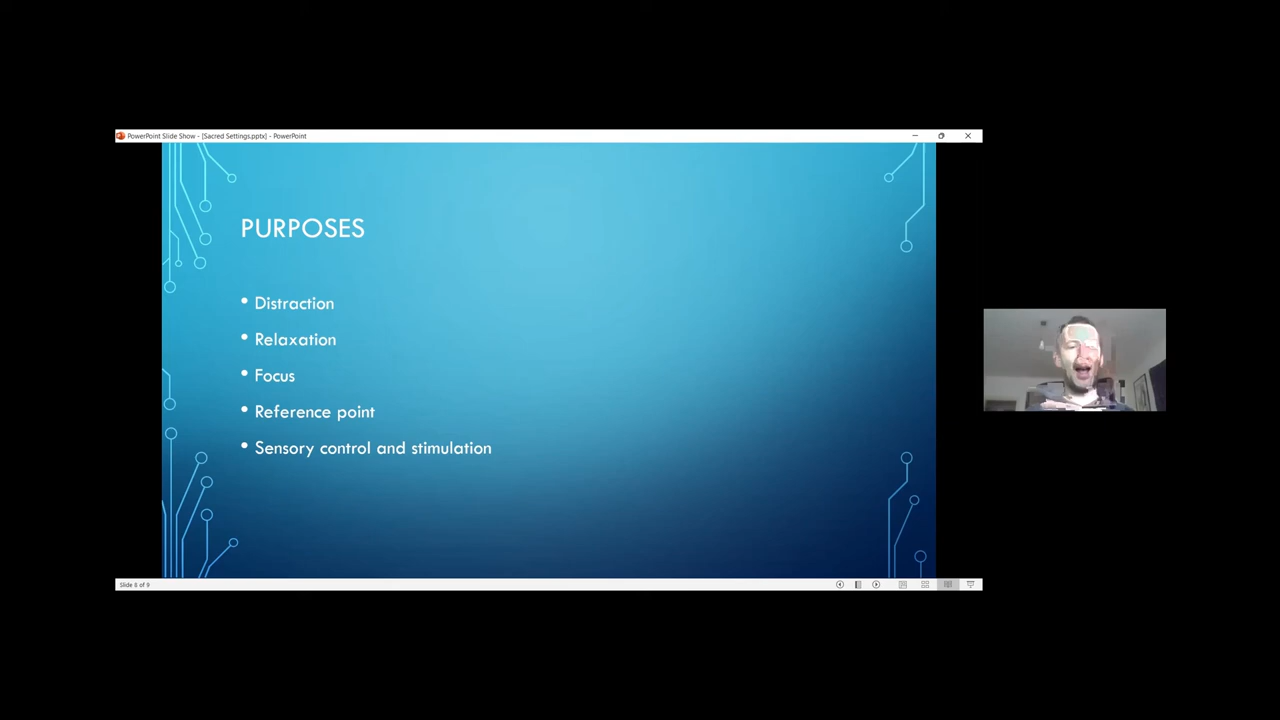 PowerPoint Slide Show - [Sacred Settings.pptx] - PowerPoint
PURPOSES
• Distraction
• Relaxation
• Focus
• Reference point
• Sensory control and stimulation
Slide 8 of 9